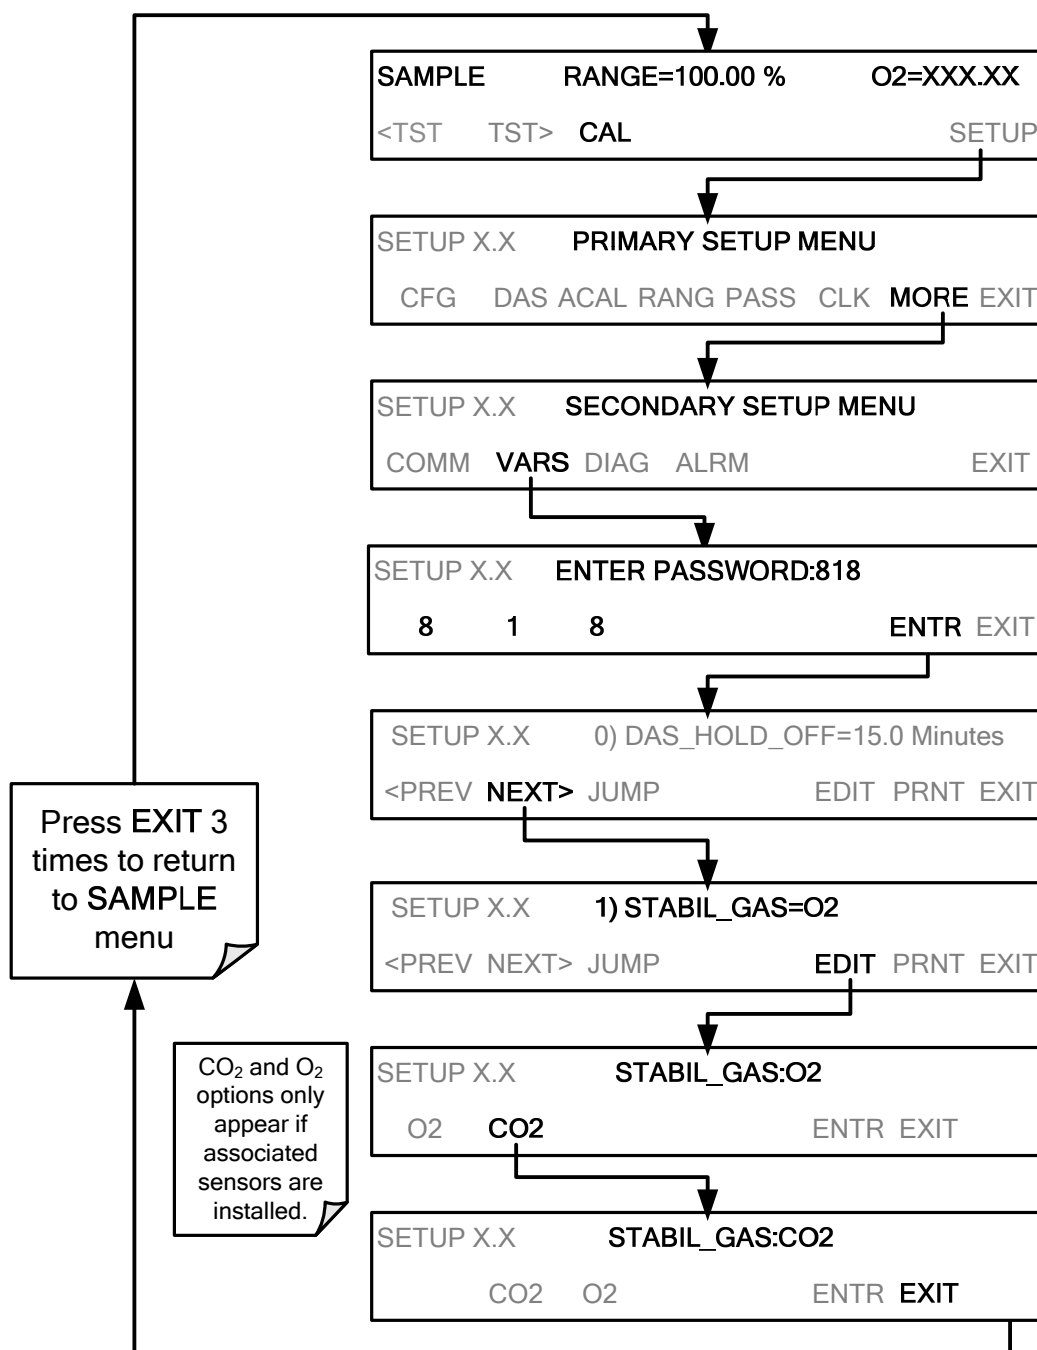 SAMPLE RANGE=100.00 % O2=XXX.XX
<TST TST> CAL SETUP
SETUP X.X PRIMARY SETUP MENU
CFG DAS ACAL RANG PASS CLK MORE EXIT
SETUP X.X SECONDARY SETUP MENU
COMM VARS DIAG ALRM EXIT
SETUP X.X ENTER PASSWORD:818
8 1 8 ENTR EXIT
SETUP X.X 0) DAS_HOLD_OFF=15.0 Minutes
<PREV NEXT> JUMP EDIT PRNT EXIT
Press EXIT 3
times to return
to SAMPLE
menu
SETUP X.X 1) STABIL_GAS=O2
<PREV NEXT> JUMP EDIT PRNT EXIT
CO2 and O2
options only
appear if
associated
sensors are
installed.
SETUP X.X STABIL_GAS:O2
O2 CO2 ENTR EXIT
SETUP X.X STABIL_GAS:CO2
CO2 O2 ENTR EXIT